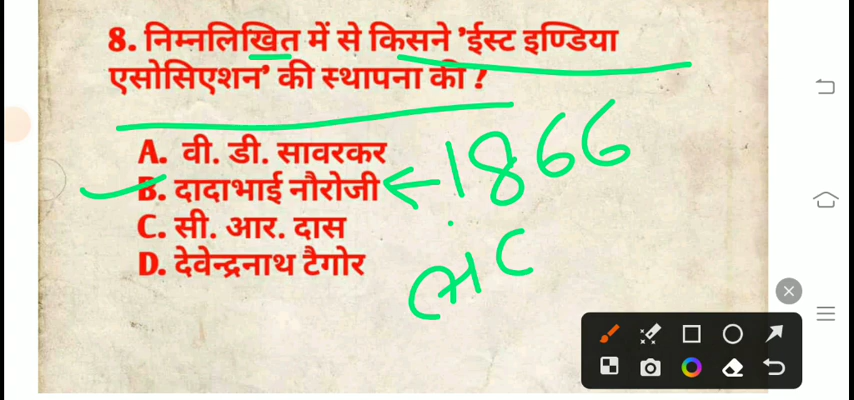 8. निम्नलिखित में से किसने 'ईस्ट इण्डिया
एसोसिएशन' की स्थापना की ?
A. वी. डी. सावरकर
B. दादाभाई नौरोजी
1866
C. सी. आर. दास
D. देवेन्द्रनाथ टैगोर